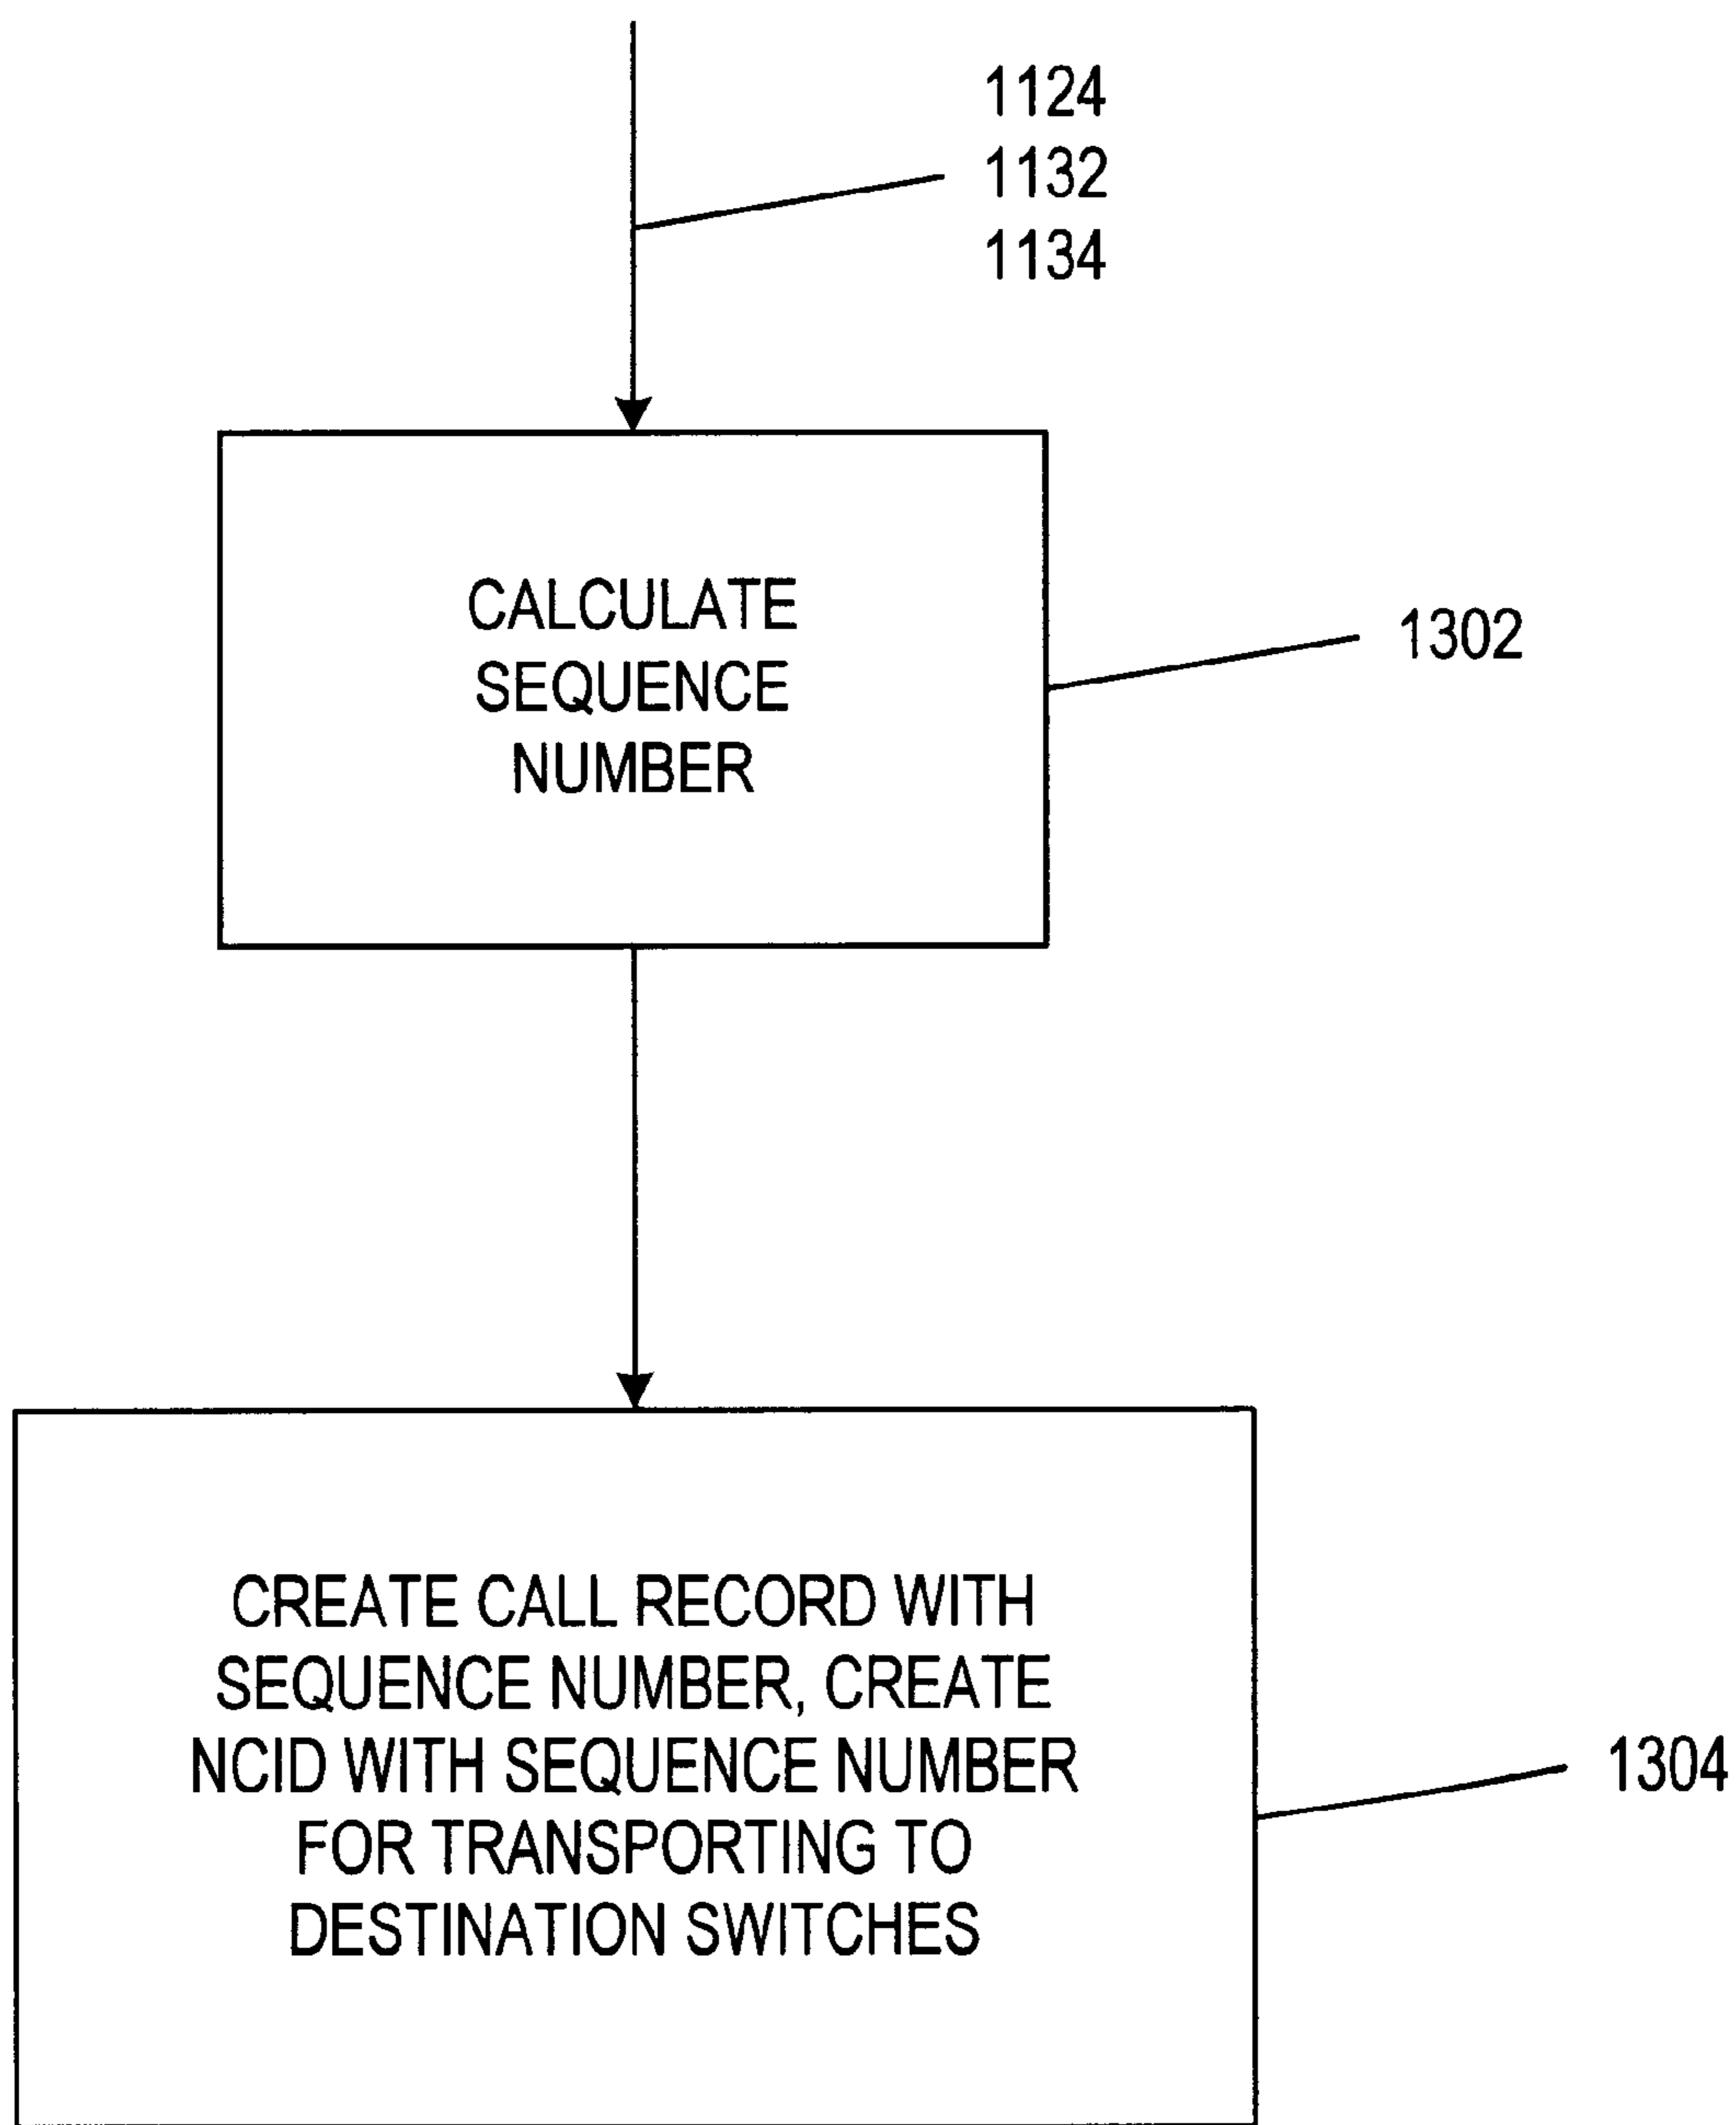 1124
1132
1134
CALCULATE
SEQUENCE
NUMBER
1302
CREATE CALL RECORD WITH
SEQUENCE NUMBER, CREATE
NCID WITH SEQUENCE NUMBER
FOR TRANSPORTING TO
DESTINATION SWITCHES
1304